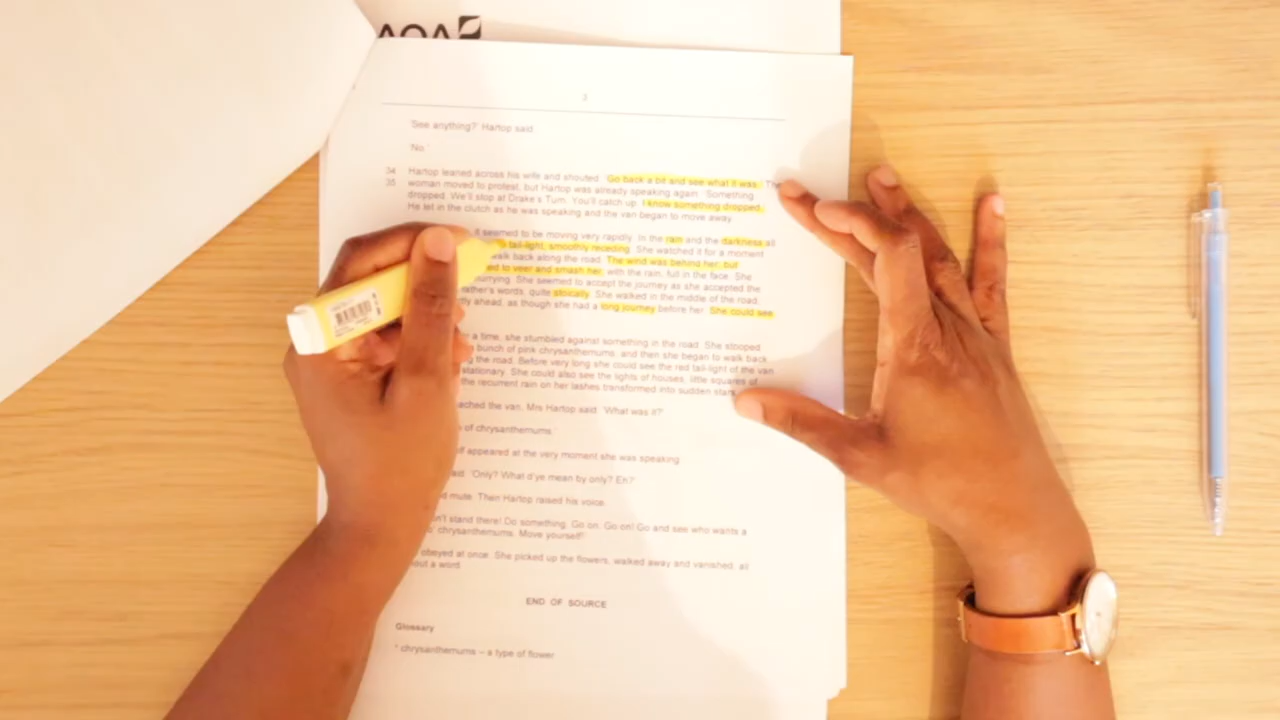 AQA
3
'See anything?' Hartop said.
'No.'
34 Hartop leaned across his wife and shouted. 'Go back a bit and see what it was.' The
35 woman moved to protest, but Hartop was already speaking again. 'Something
dropped. We'll stop at Drake's Turn. You'll catch up. I know something dropped.'
He let in the clutch as he was speaking and the van began to move away.
it seemed to be moving very rapidly. In the rain and the darkness all
tail-light, smoothly receding. She watched it for a moment
walk back along the road. The wind was behind her; but
to veer and smash her, with the rain, full in the face. She
hurrying. She seemed to accept the journey as she accepted the
words, quite stoically. She walked in the middle of the road,
ahead, as though she had a long journey before her. She could see
a time, she stumbled against something in the road. She stooped
bunch of pink chrysanthemums, and then she began to walk back
the road. Before very long she could see the red tail-light of the van
stationary. She could also see the lights of houses, little squares of
the recurrent rain on her lashes transformed into sudden stars.
the van, Mrs Hartop said: 'What was it?'
of chrysanthemums.'
appeared at the very moment she was speaking.
'Only? What d'ye mean by only? Eh?'
mute. Then Hartop raised his voice.
stand there! Do something. Go on. Go on! Go and see who wants a
chrysanthemums. Move yourself!'
obeyed at once. She picked up the flowers, walked away and vanished, all
a word.
END OF SOURCE
Glossary
* chrysanthemums – a type of flower